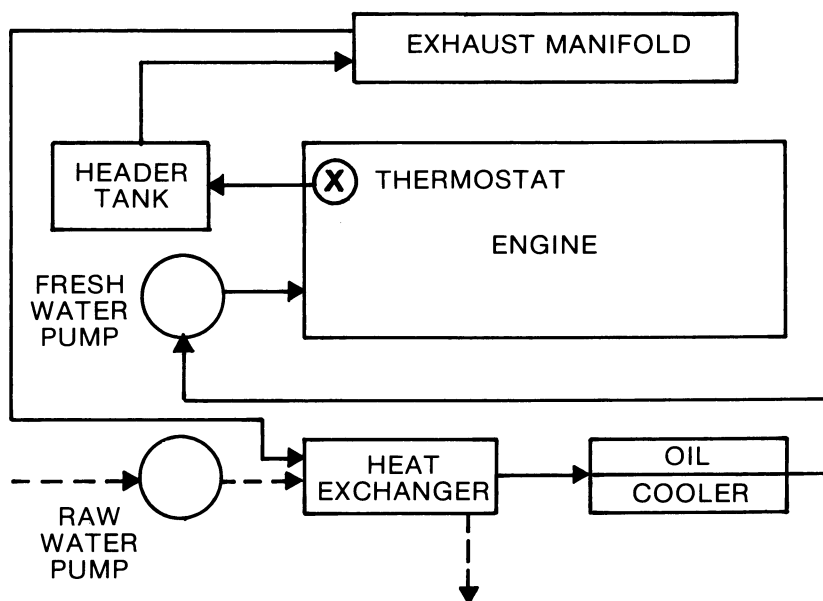 EXHAUST MANIFOLD
HEADER
TANK
X
THERMOSTAT
ENGINE
FRESH
WATER
PUMP
HEAT
EXCHANGER
OIL
COOLER
RAW
WATER
PUMP